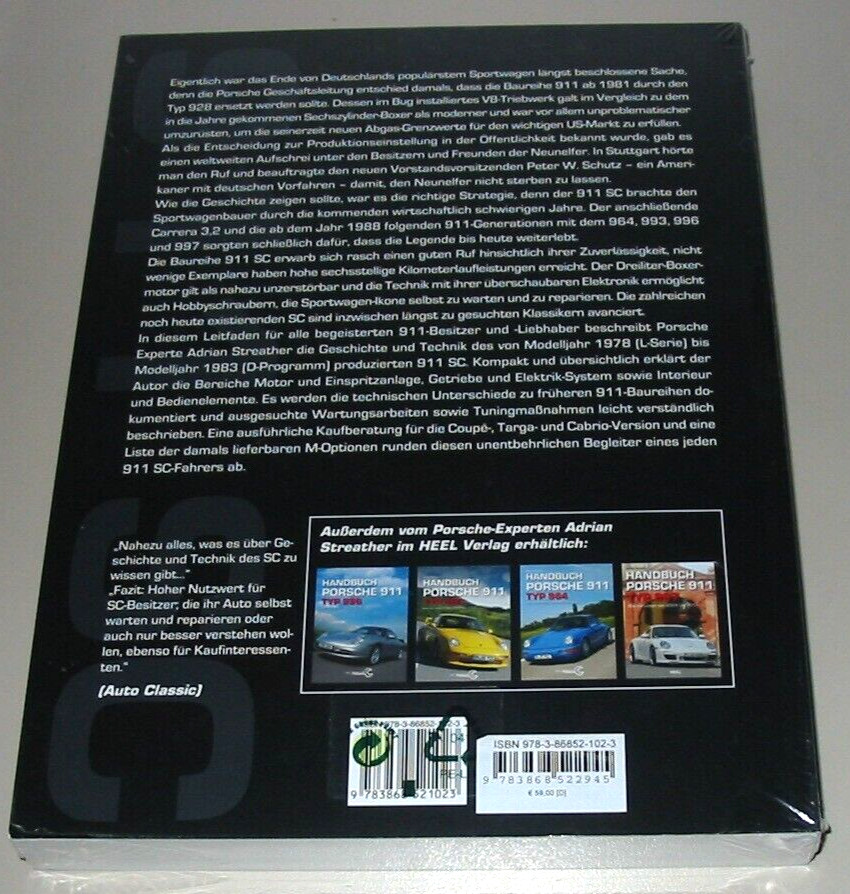 Eigentlich war das Ende von Deutschlands populärstem Sportwagen längst beschlossene Sache,
denn die Porsche Geschäftsleitung entschied damals, dass die Baureihe 911 ab 1981 durch den
Typ 928 ersetzt werden sollte. Dessen im Bug installiertes V8-Triebwerk galt im Vergleich zu dem
in die Jahre gekommenen Sechszylinder-Boxer als moderner und war vor allem unproblematischer
umzurüsten, um die seinerzeit neuen Abgas-Grenzwerte für den wichtigen US-Markt zu erfüllen.
Als die Entscheidung zur Produktionseinstellung in der Öffentlichkeit bekannt wurde, gab es
einen weltweiten Aufschrei unter den Besitzern und Freunden der Neunelfer. In Stuttgart hörte
man den Ruf und beauftragte den neuen Vorstandsvorsitzenden Peter W. Schutz – ein Ameri-
kaner mit deutschen Vorfahren – damit, den Neunelfer nicht sterben zu lassen.
Wie die Geschichte zeigen sollte, war es die richtige Strategie, denn der 911 SC brachte den
Sportwagenbauer durch die kommenden wirtschaftlich schwierigen Jahre. Der anschließende
Carrera 3,2 und die ab dem Jahr 1988 folgenden 911-Generationen mit dem 964, 993, 996
und 997 sorgten schließlich dafür, dass die Legende bis heute weiterlebt.
Die Baureihe 911 SC erwarb sich rasch einen guten Ruf hinsichtlich ihrer Zuverlässigkeit, nicht
wenige Exemplare haben hohe sechsstellige Kilometerlaufleistungen erreicht. Der Dreiliter-Boxer-
motor gilt als nahezu unzerstörbar und die Technik mit ihrer überschaubaren Elektronik ermöglicht
auch Hobbyschraubern, die Sportwagen-Ikone selbst zu warten und zu reparieren. Die zahlreichen
noch heute existierenden SC sind inzwischen längst zu gesuchten Klassikern avanciert.
In diesem Leitfaden für alle begeisterten 911-Besitzer und -Liebhaber beschreibt Porsche
Experte Adrian Streather die Geschichte und Technik des von Modelljahr 1978 (L-Serie) bis
Modelljahr 1983 (D-Programm) produzierten 911 SC. Kompakt und übersichtlich erklärt der
Autor die Bereiche Motor und Einspritzanlage, Getriebe und Elektrik-System sowie Interieur
und Bedienelemente. Es werden die technischen Unterschiede zu früheren 911-Baureihen do-
kumentiert und ausgesuchte Wartungsarbeiten sowie Tuningmaßnahmen leicht verständlich
beschrieben. Eine ausführliche Kaufberatung für die Coupé-, Targa- und Cabrio-Version und eine
Liste der damals lieferbaren M-Optionen runden diesen unentbehrlichen Begleiter eines jeden
911 SC-Fahrers ab.
„Nahezu alles, was es über Ge-
schichte und Technik des SC zu
wissen gibt...“
„Fazit: Hoher Nutzwert für
SC-Besitzer, die ihr Auto selbst
warten und reparieren oder
auch nur besser verstehen wol-
len, ebenso für Kaufinteressen-
ten.“
(Auto Classic)
Außerdem vom Porsche-Experten Adrian
Streather im HEEL Verlag erhältlich:
HANDBUCH
PORSCHE 911
TYP 996
HANDBUCH
PORSCHE 911
HANDBUCH
PORSCHE 911
TYP 964
HANDBUCH
PORSCHE 911
978-3-86852-102-3
04
9 783868 521023
ISBN 978-3-86852-102-3
9 783868 522945
€ 59,00 [D]
SC